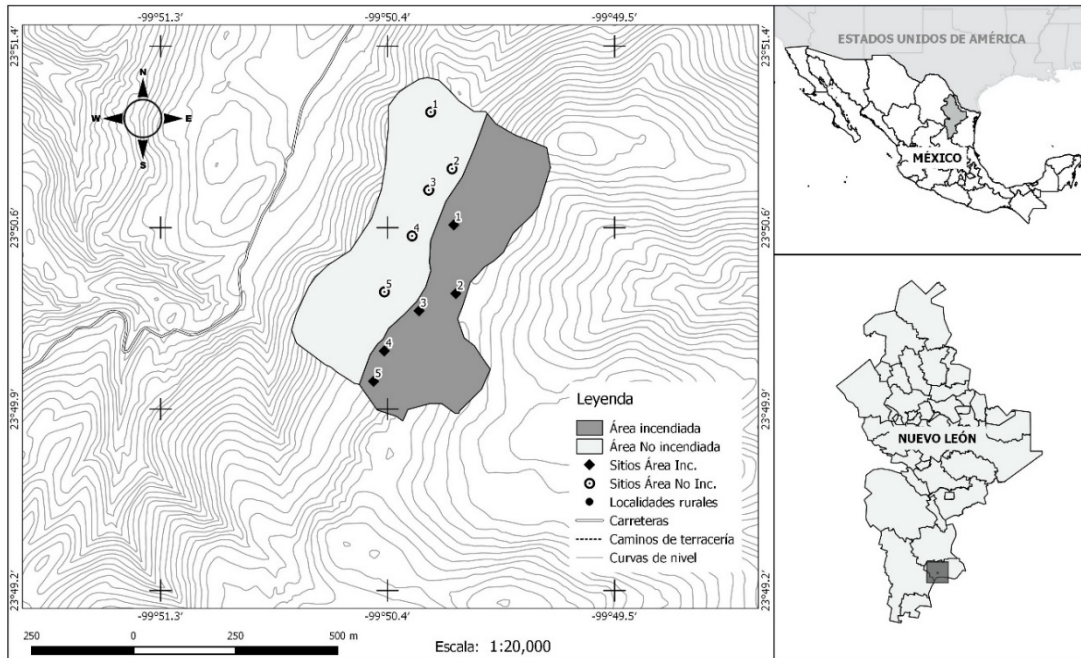 -99°51.3′ -99°50.4′ -99°49.5′
23°51.4′ 23°51.4′
N
W E
S
1
2
3
1
4
23°50.6′ 23°50.6′
5
2
3
4
5
23°49.9′ 23°49.9′
Leyenda
Área incendiada
Área No incendiada
Sitios Área Inc.
Sitios Área No Inc.
Localidades rurales
Carreteras
Caminos de terracería
Curvas de nivel
23°49.2′ 23°49.2′
-99°51.3′ -99°50.4′ -99°49.5′
250 0 250 500 m
Escala: 1:20,000
ESTADOS UNIDOS DE AMÉRICA
MÉXICO
NUEVO LEÓN